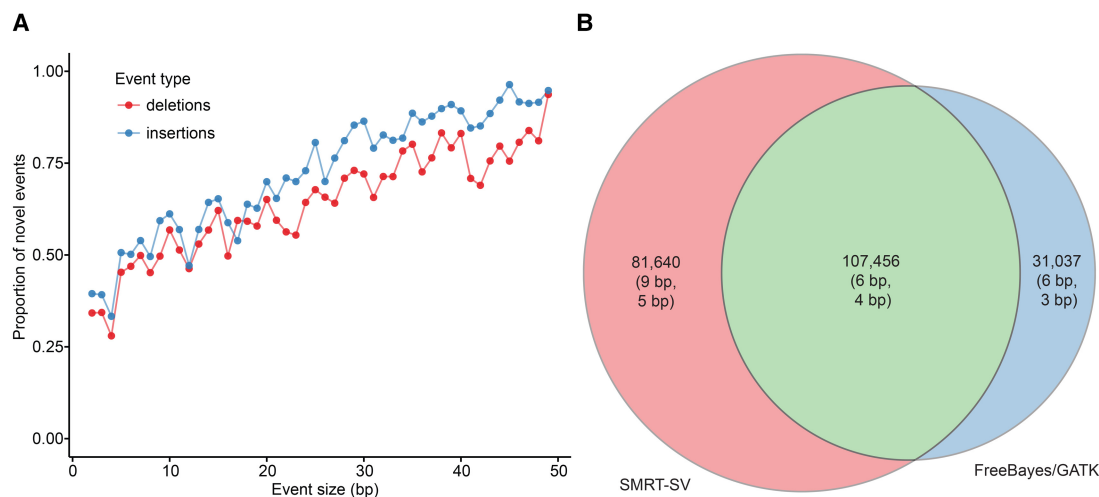 A
Proportion of novel events
1.00
0.75
0.50
0.25
0.00
Event type
deletions
insertions
0
10
20
30
40
50
Event size (bp)
B
81,640
(9 bp,
5 bp)
107,456
(6 bp,
4 bp)
31,037
(6 bp,
3 bp)
SMRT-SV
FreeBayes/GATK